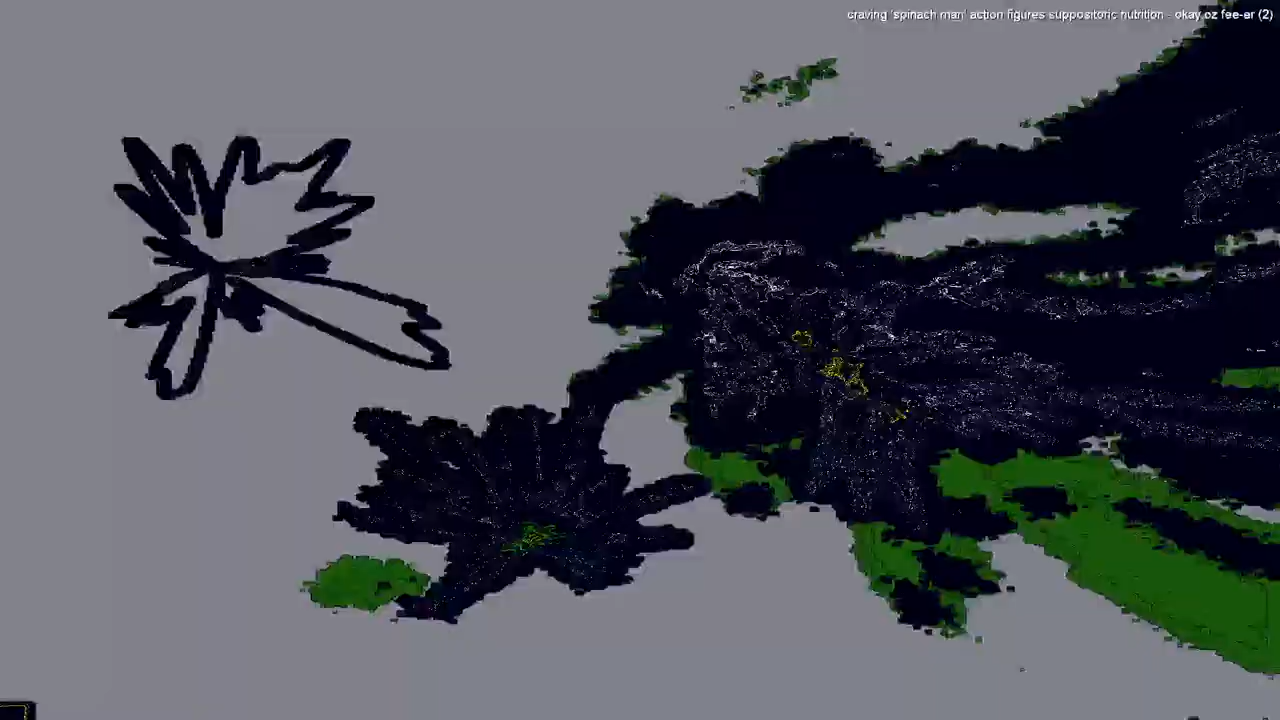 craving 'spinach man' action figures suppositoric nutrition - okay oz fee-er (2)